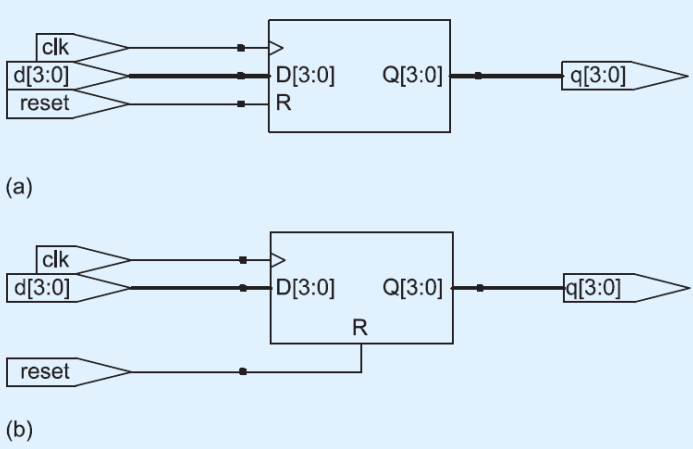 clk
d[3:0] D[3:0] Q[3:0] q[3:0]
reset R
(a)
clk
d[3:0] D[3:0] Q[3:0] q[3:0]
R
reset
(b)